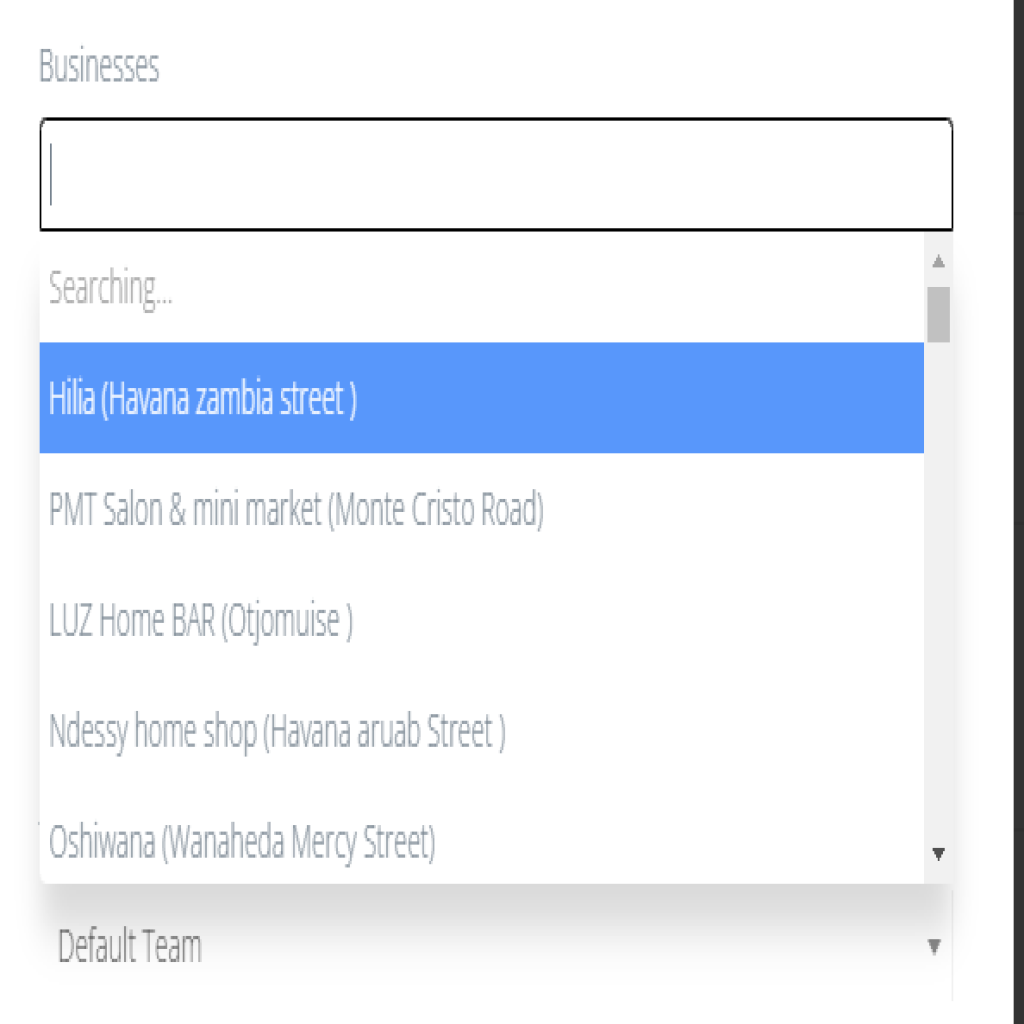 Businesses
Searching...
Hilia (Havana zambia street )
PMT Salon & mini market (Monte Cristo Road)
LUZ Home BAR (Otjomuise )
Ndessy home shop (Havana aruab Street )
Oshiwana (Wanaheda Mercy Street)
Default Team